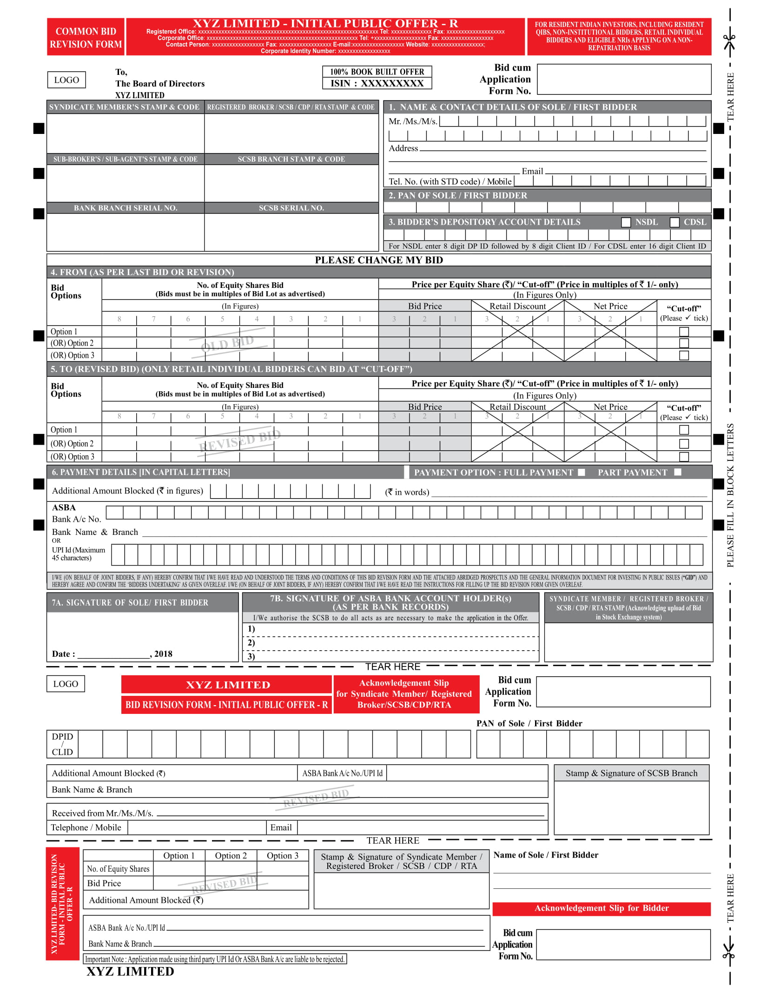 COMMON BID
REVISION FORM
XYZ LIMITED - INITIAL PUBLIC OFFER - R
Registered Office: xxxxxxxxxxxxxxxxxxxxxxxxxxxxxxxxxxxxxxxxxxxxxxxxxxxxxxxxxxxxxx Tel: xxxxxxxxxxxxxx Fax: xxxxxxxxxxxxxxxxxxxx
Corporate Office: xxxxxxxxxxxxxxxxxxxxxxxxxxxxxxxxxxxxxxxxxxxxxxxxxxxx Tel: +xxxxxxxxxxxxxxxxxx Fax: xxxxxxxxxxxxxxxxxx
Contact Person: xxxxxxxxxxxxxxxxxx Fax: xxxxxxxxxxxxxxxxxx E-mail:xxxxxxxxxxxxxxxxxx Website: xxxxxxxxxxxxxxxxxx;
Corporate Identity Number: xxxxxxxxxxxxxxxxxx
FOR RESIDENT INDIAN INVESTORS, INCLUDING RESIDENT
QIBS, NON-INSTITUTIONAL BIDDERS, RETAIL INDIVIDUAL
BIDDERS AND ELIGIBLE NRIs APPLYING ON A NON-
REPATRIATION BASIS
LOGO
To,
The Board of Directors
XYZ LIMITED
100% BOOK BUILT OFFER
ISIN : XXXXXXXXX
Bid cum
Application
Form No.
SYNDICATE MEMBER'S STAMP & CODE
REGISTERED BROKER / SCSB / CDP / RTA STAMP & CODE
SUB-BROKER'S / SUB-AGENT'S STAMP & CODE
SCSB BRANCH STAMP & CODE
BANK BRANCH SERIAL NO.
SCSB SERIAL NO.
1. NAME & CONTACT DETAILS OF SOLE / FIRST BIDDER
Mr. /Ms./M/s.
Address
Email
Tel. No. (with STD code) / Mobile
2. PAN OF SOLE / FIRST BIDDER
3. BIDDER'S DEPOSITORY ACCOUNT DETAILS NSDL CDSL
For NSDL enter 8 digit DP ID followed by 8 digit Client ID / For CDSL enter 16 digit Client ID
TEAR HERE
PLEASE CHANGE MY BID
4. FROM (AS PER LAST BID OR REVISION)
Bid
Options
No. of Equity Shares Bid
(Bids must be in multiples of Bid Lot as advertised)
(In Figures)
Price per Equity Share (₹)/ “Cut-off” (Price in multiples of ₹ 1/- only)
(In Figures Only)
Bid Price Retail Discount Net Price “Cut-off”
(Please ✓ tick)
8 7 6 5 4 3 2 1 3 2 1 3 2 1 3 2 1
Option 1
(OR) Option 2
(OR) Option 3
OLD BID
5. TO (REVISED BID) (ONLY RETAIL INDIVIDUAL BIDDERS CAN BID AT “CUT-OFF”)
Bid
Options
No. of Equity Shares Bid
(Bids must be in multiples of Bid Lot as advertised)
(In Figures)
Price per Equity Share (₹)/ “Cut-off” (Price in multiples of ₹ 1/- only)
(In Figures Only)
Bid Price Retail Discount Net Price “Cut-off”
(Please ✓ tick)
8 7 6 5 4 3 2 1 3 2 1 3 2 1 3 2 1
Option 1
(OR) Option 2
(OR) Option 3
REVISED BID
PLEASE FILL IN BLOCK LETTERS
6. PAYMENT DETAILS [IN CAPITAL LETTERS]
PAYMENT OPTION : FULL PAYMENT PART PAYMENT
Additional Amount Blocked (₹ in figures)
(₹ in words)
ASBA
Bank A/c No.
Bank Name & Branch
OR
UPI Id (Maximum
45 characters)
I/WE (ON BEHALF OF JOINT BIDDERS, IF ANY) HEREBY CONFIRM THAT I/WE HAVE READ AND UNDERSTOOD THE TERMS AND CONDITIONS OF THIS BID REVISION FORM AND THE ATTACHED ABRIDGED PROSPECTUS AND THE GENERAL INFORMATION DOCUMENT FOR INVESTING IN PUBLIC ISSUES (“GID”) AND
HEREBY AGREE AND CONFIRM THE ‘BIDDERS UNDERTAKING’ AS GIVEN OVERLEAF. I/WE (ON BEHALF OF JOINT BIDDERS, IF ANY) HEREBY CONFIRM THAT I/WE HAVE READ THE INSTRUCTIONS FOR FILLING UP THE BID REVISION FORM GIVEN OVERLEAF.
7A. SIGNATURE OF SOLE/ FIRST BIDDER
Date : ________________, 2018
7B. SIGNATURE OF ASBA BANK ACCOUNT HOLDER(s)
(AS PER BANK RECORDS)
I/We authorise the SCSB to do all acts as are necessary to make the application in the Offer.
1)
2)
3)
SYNDICATE MEMBER / REGISTERED BROKER /
SCSB / CDP / RTA STAMP (Acknowledging upload of Bid
in Stock Exchange system)
TEAR HERE
LOGO
XYZ LIMITED
BID REVISION FORM - INITIAL PUBLIC OFFER - R
Acknowledgement Slip
for Syndicate Member/ Registered
Broker/SCSB/CDP/RTA
Bid cum
Application
Form No.
PAN of Sole / First Bidder
DPID
/
CLID
Additional Amount Blocked (₹)
ASBA Bank A/c No./UPI Id
Bank Name & Branch
Stamp & Signature of SCSB Branch
REVISED BID
Received from Mr./Ms./M/s.
Telephone / Mobile
Email
TEAR HERE
XYZ LIMITED- BID REVISION
FORM - INITIAL PUBLIC
OFFER - R
Option 1 Option 2 Option 3
No. of Equity Shares
Bid Price
REVISED BID
Additional Amount Blocked (₹)
Stamp & Signature of Syndicate Member /
Registered Broker / SCSB / CDP / RTA
Name of Sole / First Bidder
Acknowledgement Slip for Bidder
ASBA Bank A/c No./UPI Id
Bank Name & Branch
Bid cum
Application
Form No.
Important Note : Application made using third party UPI Id Or ASBA Bank A/c are liable to be rejected.
XYZ LIMITED
TEAR HERE